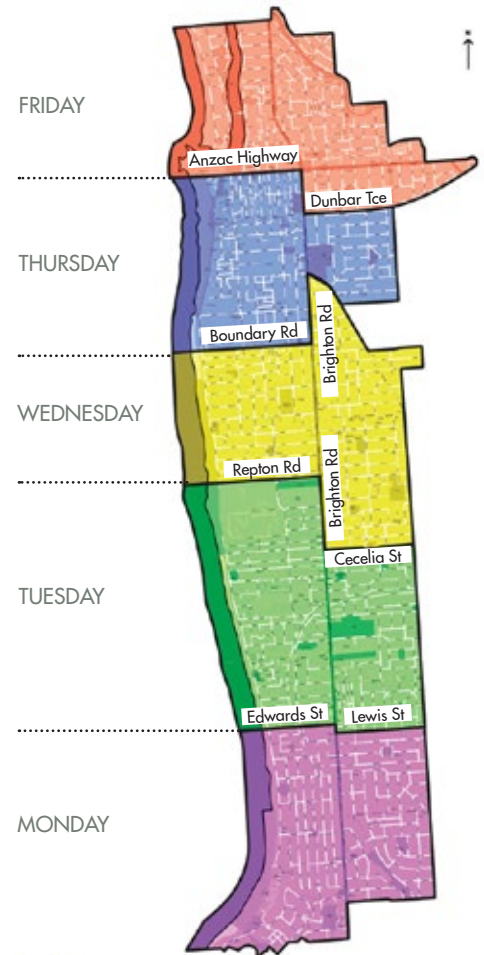 FRIDAY
Anzac Highway
Dunbar Tce
THURSDAY
Boundary Rd
Brighton Rd
WEDNESDAY
Repton Rd
Brighton Rd
Cecelia St
TUESDAY
Edwards St
Lewis St
MONDAY